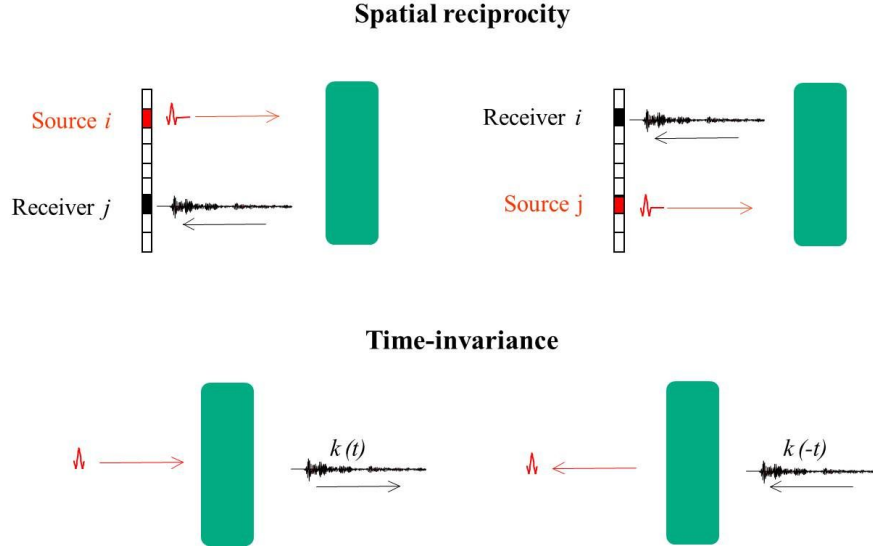 Spatial reciprocity
Source i
Receiver j
Receiver i
Source j
Time-invariance
k (t)
k (-t)